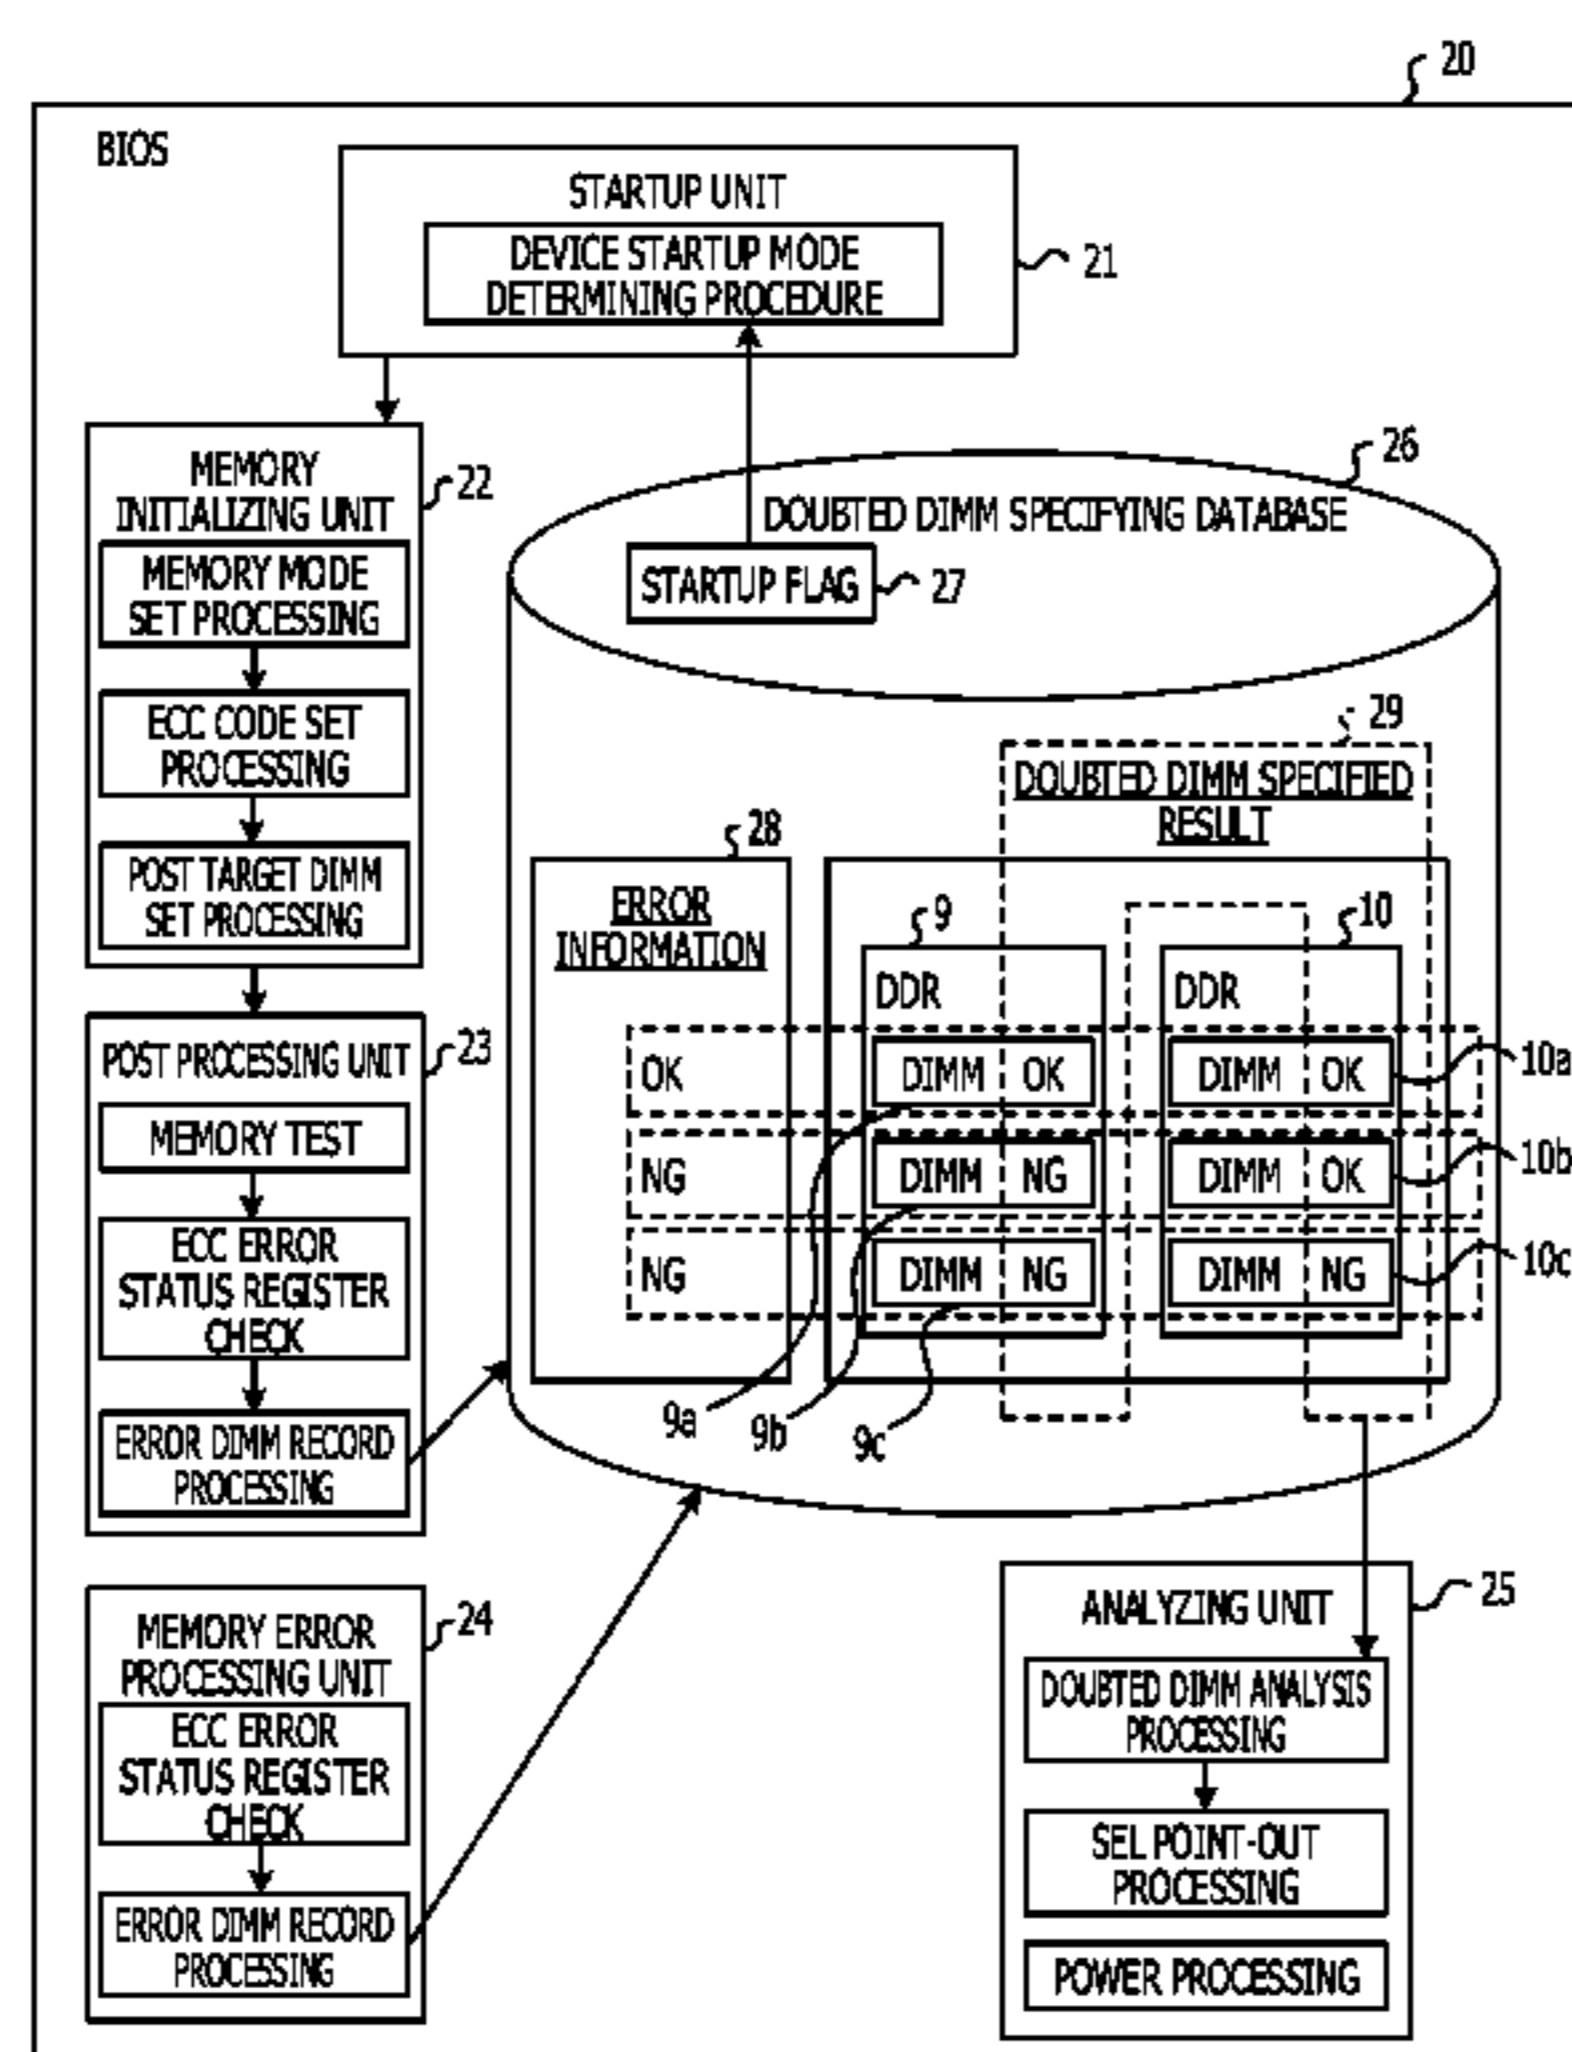 20
BIOS
STARTUP UNIT
DEVICE STARTUP MODE
DETERMINING PROCEDURE
21
MEMORY
INITIALIZING UNIT
22
MEMORY MODE
SET PROCESSING
ECC CODE SET
PROCESSING
POST TARGET DIMM
SET PROCESSING
26
DOUBTED DIMM SPECIFYING DATABASE
STARTUP FLAG
27
29
DOUBTED DIMM SPECIFIED
RESULT
28
ERROR
INFORMATION
9
10
DDR
DDR
OK
DIMM OK
DIMM OK
10a
NG
DIMM NG
DIMM OK
10b
NG
DIMM NG
DIMM NG
10c
9a
9b
9c
POST PROCESSING UNIT
23
MEMORY TEST
ECC ERROR
STATUS REGISTER
CHECK
ERROR DIMM RECORD
PROCESSING
MEMORY ERROR
PROCESSING UNIT
24
ECC ERROR
STATUS REGISTER
CHECK
ERROR DIMM RECORD
PROCESSING
ANALYZING UNIT
25
DOUBTED DIMM ANALYSIS
PROCESSING
SEL POINT-OUT
PROCESSING
POWER PROCESSING